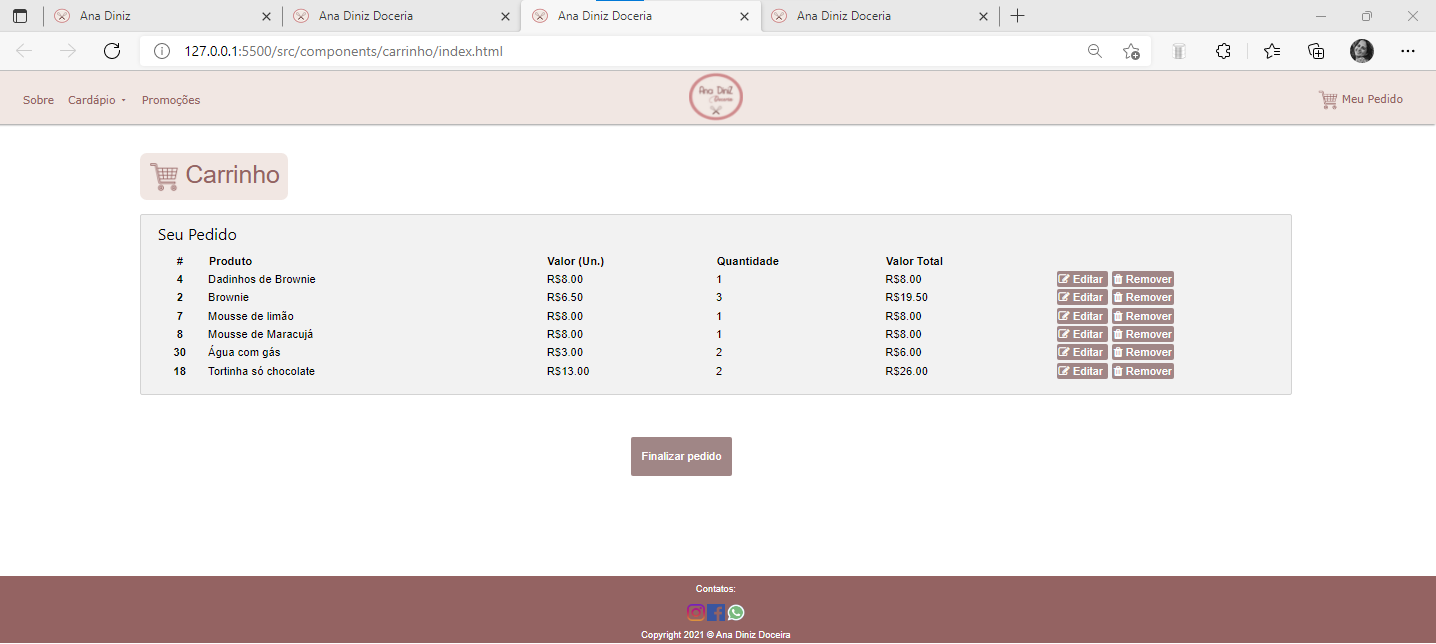 Ana Diniz
Ana Diniz Doceria
Ana Diniz Doceria
Ana Diniz Doceria
127.0.0.1:5500/src/components/carrinho/index.html
Sobre Cardápio Promoções
Ana Diniz
Doceria
Meu Pedido
Carrinho
Seu Pedido
# Produto Valor (Un.) Quantidade Valor Total
4 Dadinhos de Brownie R$8.00 1 R$8.00 Editar Remover
2 Brownie R$6.50 3 R$19.50 Editar Remover
7 Mousse de limão R$8.00 1 R$8.00 Editar Remover
8 Mousse de Maracujá R$8.00 1 R$8.00 Editar Remover
30 Água com gás R$3.00 2 R$6.00 Editar Remover
18 Tortinha só chocolate R$13.00 2 R$26.00 Editar Remover
Finalizar pedido
Contatos:
Copyright 2021 © Ana Diniz Doceira